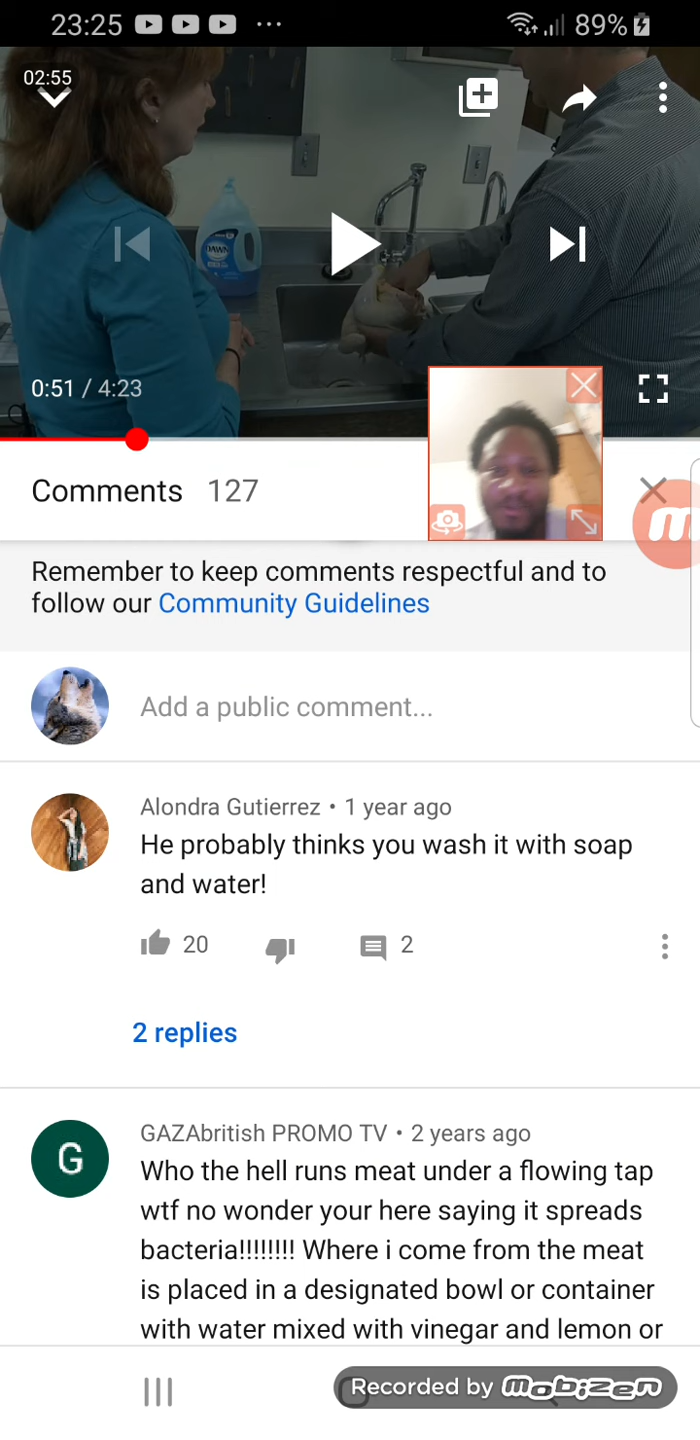 23:25 ... 89%
02:55
DAWN
0:51 / 4:23
Comments 127
Remember to keep comments respectful and to
follow our Community Guidelines
Add a public comment...
Alondra Gutierrez • 1 year ago
He probably thinks you wash it with soap
and water!
20 2
2 replies
G
GAZAbritish PROMO TV • 2 years ago
Who the hell runs meat under a flowing tap
wtf no wonder your here saying it spreads
bacteria!!!!!!!! Where i come from the meat
is placed in a designated bowl or container
with water mixed with vinegar and lemon or
Recorded by mobizen